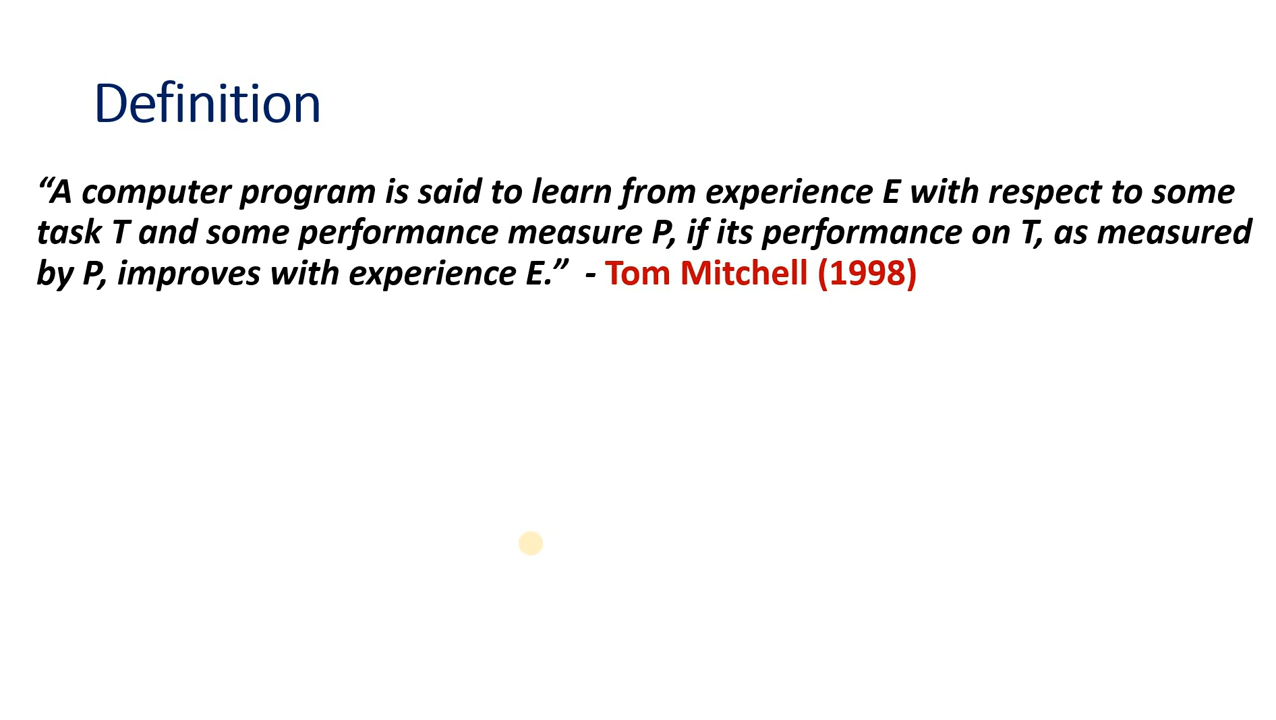 Definition
“A computer program is said to learn from experience E with respect to some
task T and some performance measure P, if its performance on T, as measured
by P, improves with experience E.”  - Tom Mitchell (1998)